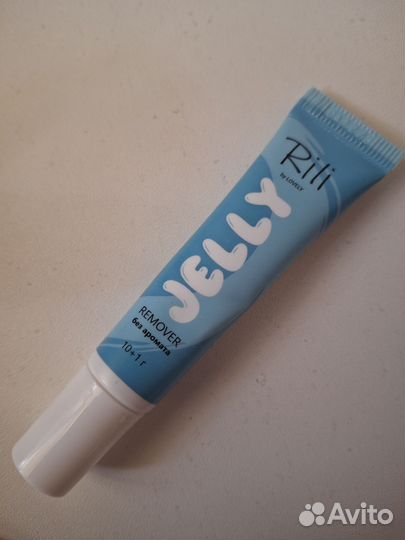 Rili
by LOVELY
JELLY
REMOVER
без аромата
10+1 г
Avito